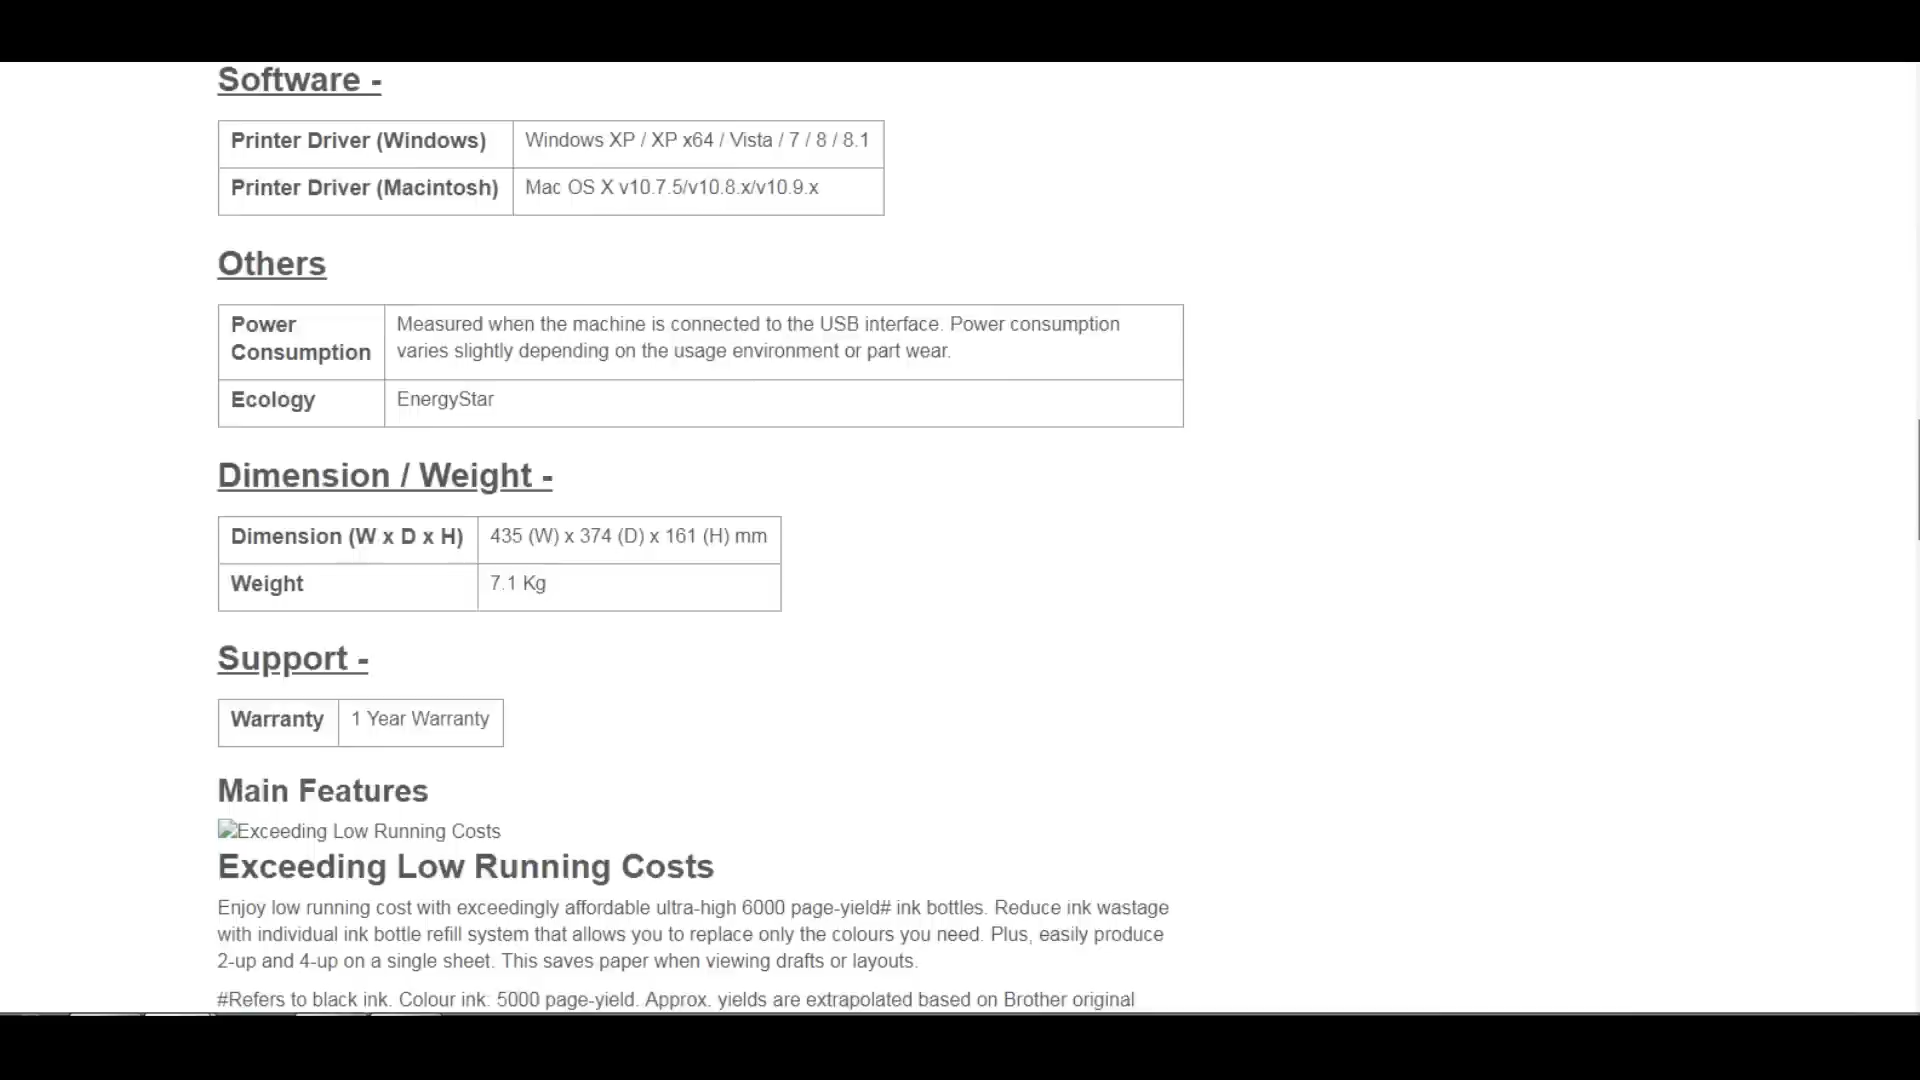 Software -
Printer Driver (Windows) Windows XP / XP x64 / Vista / 7 / 8 / 8.1
Printer Driver (Macintosh) Mac OS X v10.7.5/v10.8.x/v10.9.x
Others
Power Consumption Measured when the machine is connected to the USB interface. Power consumption
varies slightly depending on the usage environment or part wear.
Ecology EnergyStar
Dimension / Weight -
Dimension (W x D x H) 435 (W) x 374 (D) x 161 (H) mm
Weight 7.1 Kg
Support -
Warranty 1 Year Warranty
Main Features
Exceeding Low Running Costs
Exceeding Low Running Costs
Enjoy low running cost with exceedingly affordable ultra-high 6000 page-yield# ink bottles. Reduce ink wastage
with individual ink bottle refill system that allows you to replace only the colours you need. Plus, easily produce
2-up and 4-up on a single sheet. This saves paper when viewing drafts or layouts.
#Refers to black ink. Colour ink: 5000 page-yield. Approx. yields are extrapolated based on Brother original